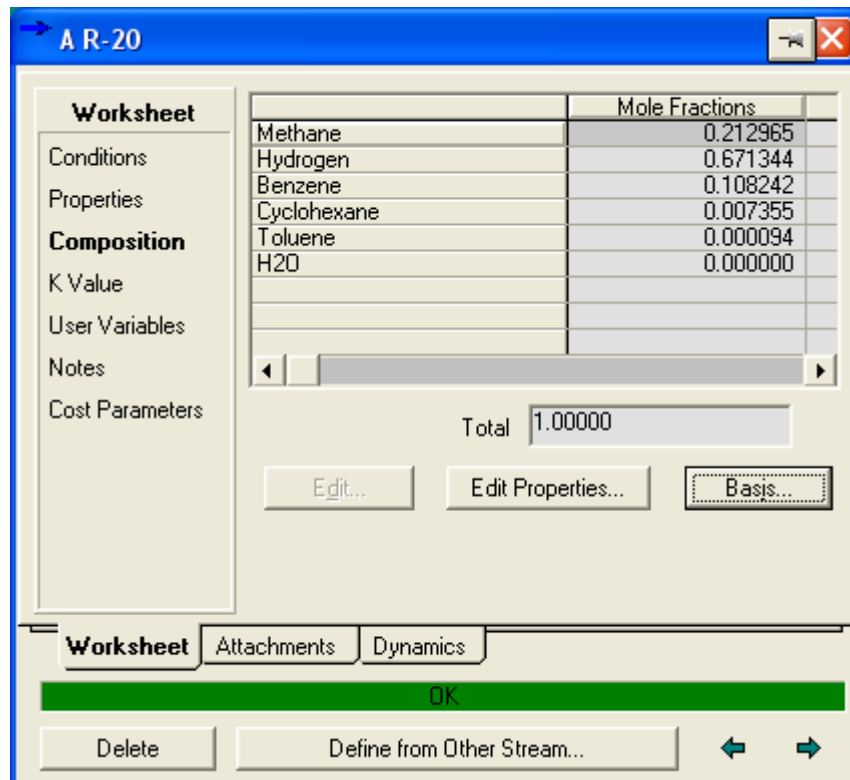 A R-20
Worksheet
Conditions
Properties
Composition
K Value
User Variables
Notes
Cost Parameters
Mole Fractions
Methane 0.212965
Hydrogen 0.671344
Benzene 0.108242
Cyclohexane 0.007355
Toluene 0.000094
H2O 0.000000
Total 1.00000
Edit... Edit Properties... Basis...
Worksheet Attachments Dynamics
OK
Delete Define from Other Stream...